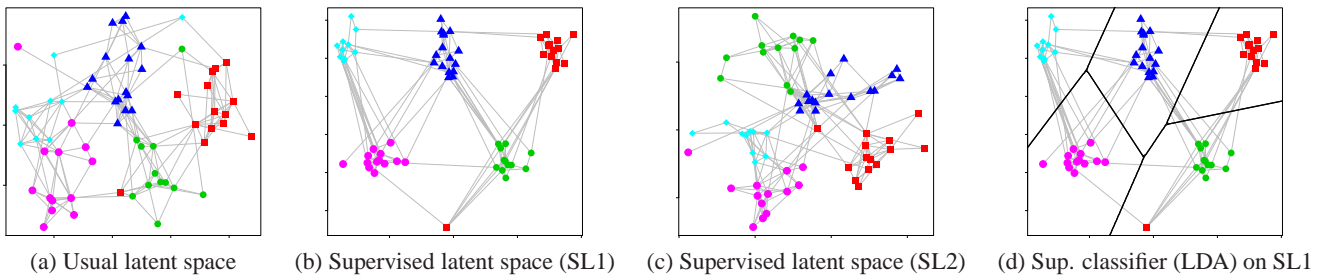 (a) Usual latent space
(b) Supervised latent space (SL1)
(c) Supervised latent space (SL2)
(d) Sup. classifier (LDA) on SL1